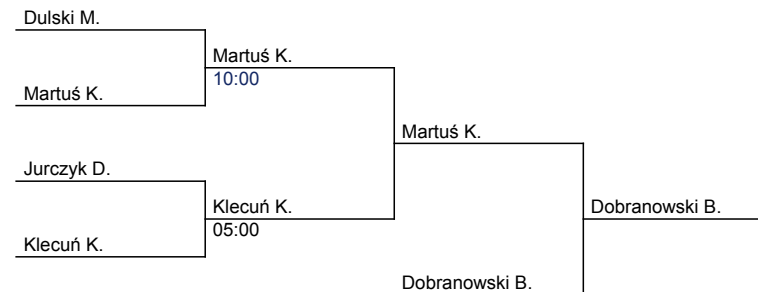 Dulski M.
Martuś K.
10:00
Martuś K.
Martuś K.
Jurczyk D.
Klecuń K.
Dobranowski B.
05:00
Klecuń K.
Dobranowski B.